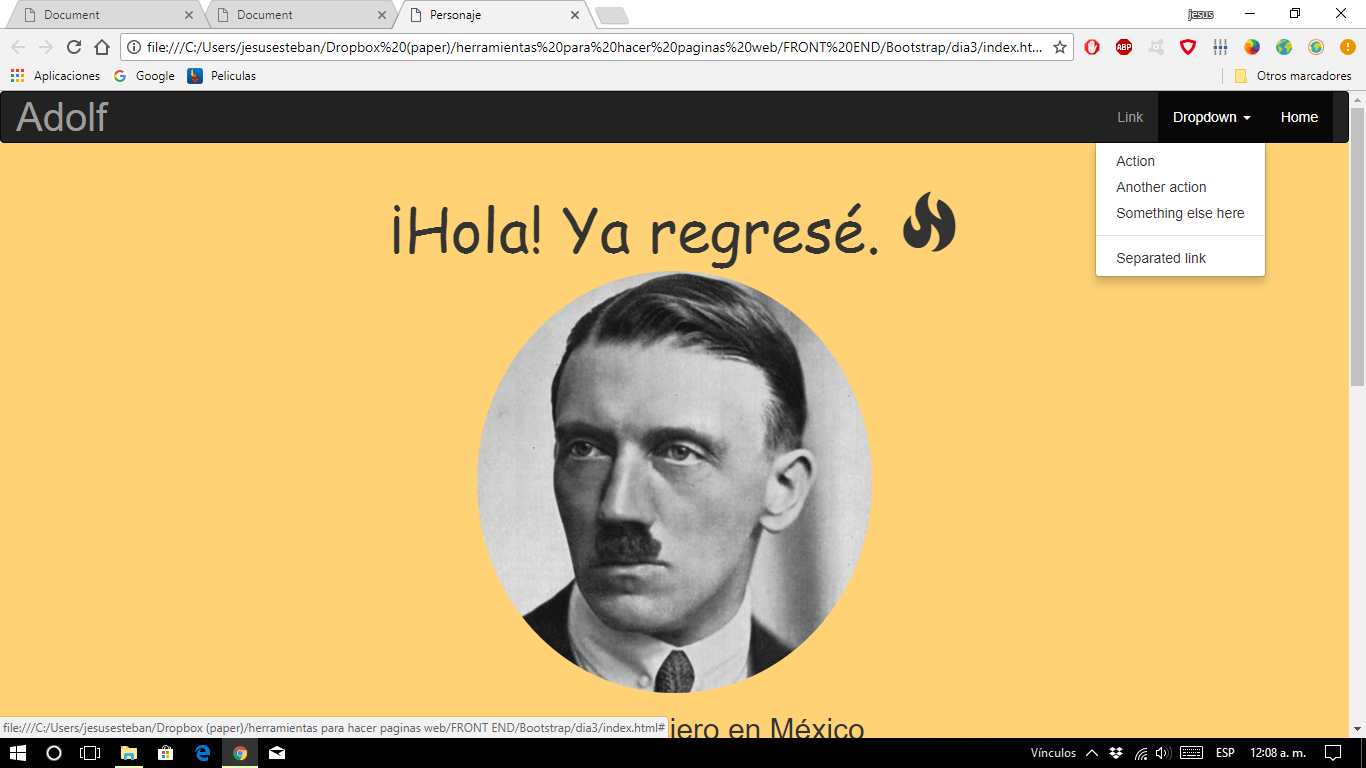 Document
Document
Personaje
jesus
file:///C:/Users/jesusesteban/Dropbox%20(paper)/herramientas%20para%20hacer%20paginas%20web/FRONT%20END/Bootstrap/dia3/index.ht...
ABP
Aplicaciones
Google
Peliculas
Otros marcadores
Adolf
Link
Dropdown
Home
Action
Another action
Something else here
Separated link
¡Hola! Ya regresé.
jero en México
file:///C:/Users/jesusesteban/Dropbox (paper)/herramientas para hacer paginas web/FRONT END/Bootstrap/dia3/index.html#
Vínculos
ESP
12:08 a. m.